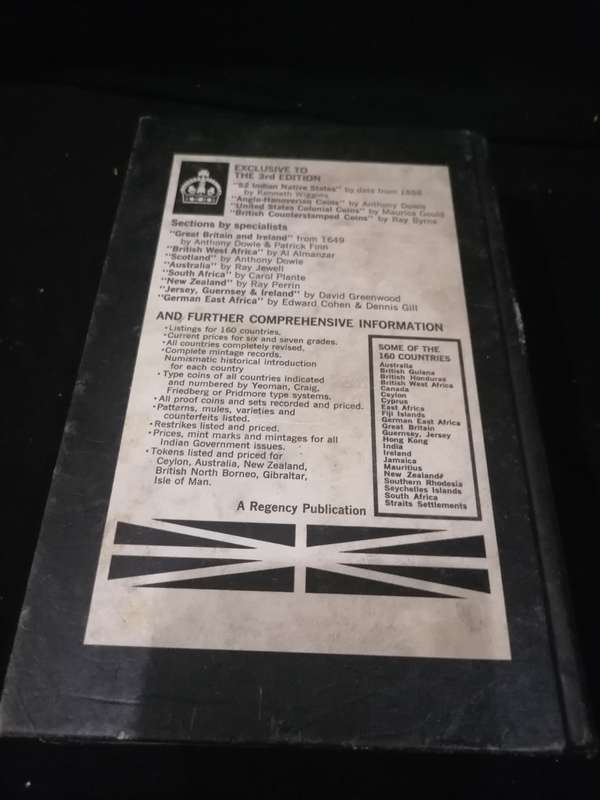 EXCLUSIVE TO
THE 3rd EDITION
"52 Indian Native States" by date from 1556
by Kenneth Wiggins
"Anglo-Hanoverian Coins" by Anthony Dowle
"United States Colonial Coins" by Maurice Gould
"British Counterstamped Coins" by Ray Byrne
Sections by specialists
"Great Britain and Ireland" from 1649
by Anthony Dowle & Patrick Finn
"British West Africa" by Al Almanzar
"Scotland" by Anthony Dowle
"Australia" by Ray Jewell
"South Africa" by Carol Plante
"New Zealand" by Ray Perrin
"Jersey, Guernsey & Ireland" by David Greenwood
"German East Africa" by Edward Cohen & Dennis Gill
AND FURTHER COMPREHENSIVE INFORMATION
•Listings for 160 countries.
•Current prices for six and seven grades.
•All countries completely revised.
•Complete mintage records.
Numismatic historical introduction
for each country
•Type coins of all countries indicated
and numbered by Yeoman, Craig,
Friedberg or Pridmore type systems.
•All proof coins and sets recorded and priced.
•Patterns, mules, varieties and
counterfeits listed.
•Restrikes listed and priced.
•Prices, mint marks and mintages for all
Indian Government issues.
•Tokens listed and priced for
Ceylon, Australia, New Zealand,
British North Borneo, Gibraltar,
Isle of Man.
SOME OF THE
160 COUNTRIES
Australia
British Guiana
British Honduras
British West Africa
Canada
Ceylon
Cyprus
East Africa
Fiji Islands
German East Africa
Great Britain
Guernsey, Jersey
Hong Kong
India
Ireland
Jamaica
Mauritius
New Zealand
Southern Rhodesia
Seychelles Islands
South Africa
Straits Settlements
A Regency Publication